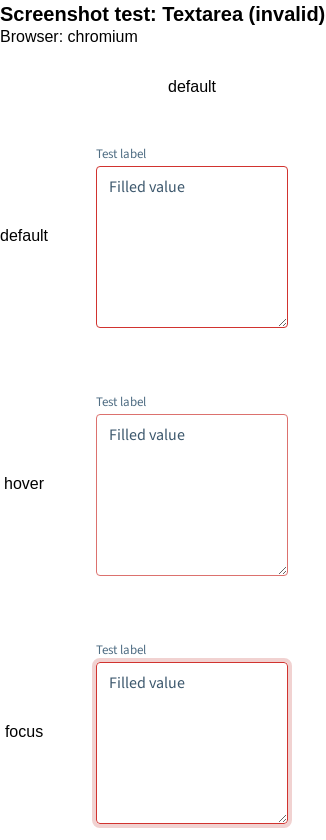 Screenshot test: Textarea (invalid)
Browser: chromium
default
Test label
default
Filled value
Test label
hover
Filled value
Test label
focus
Filled value